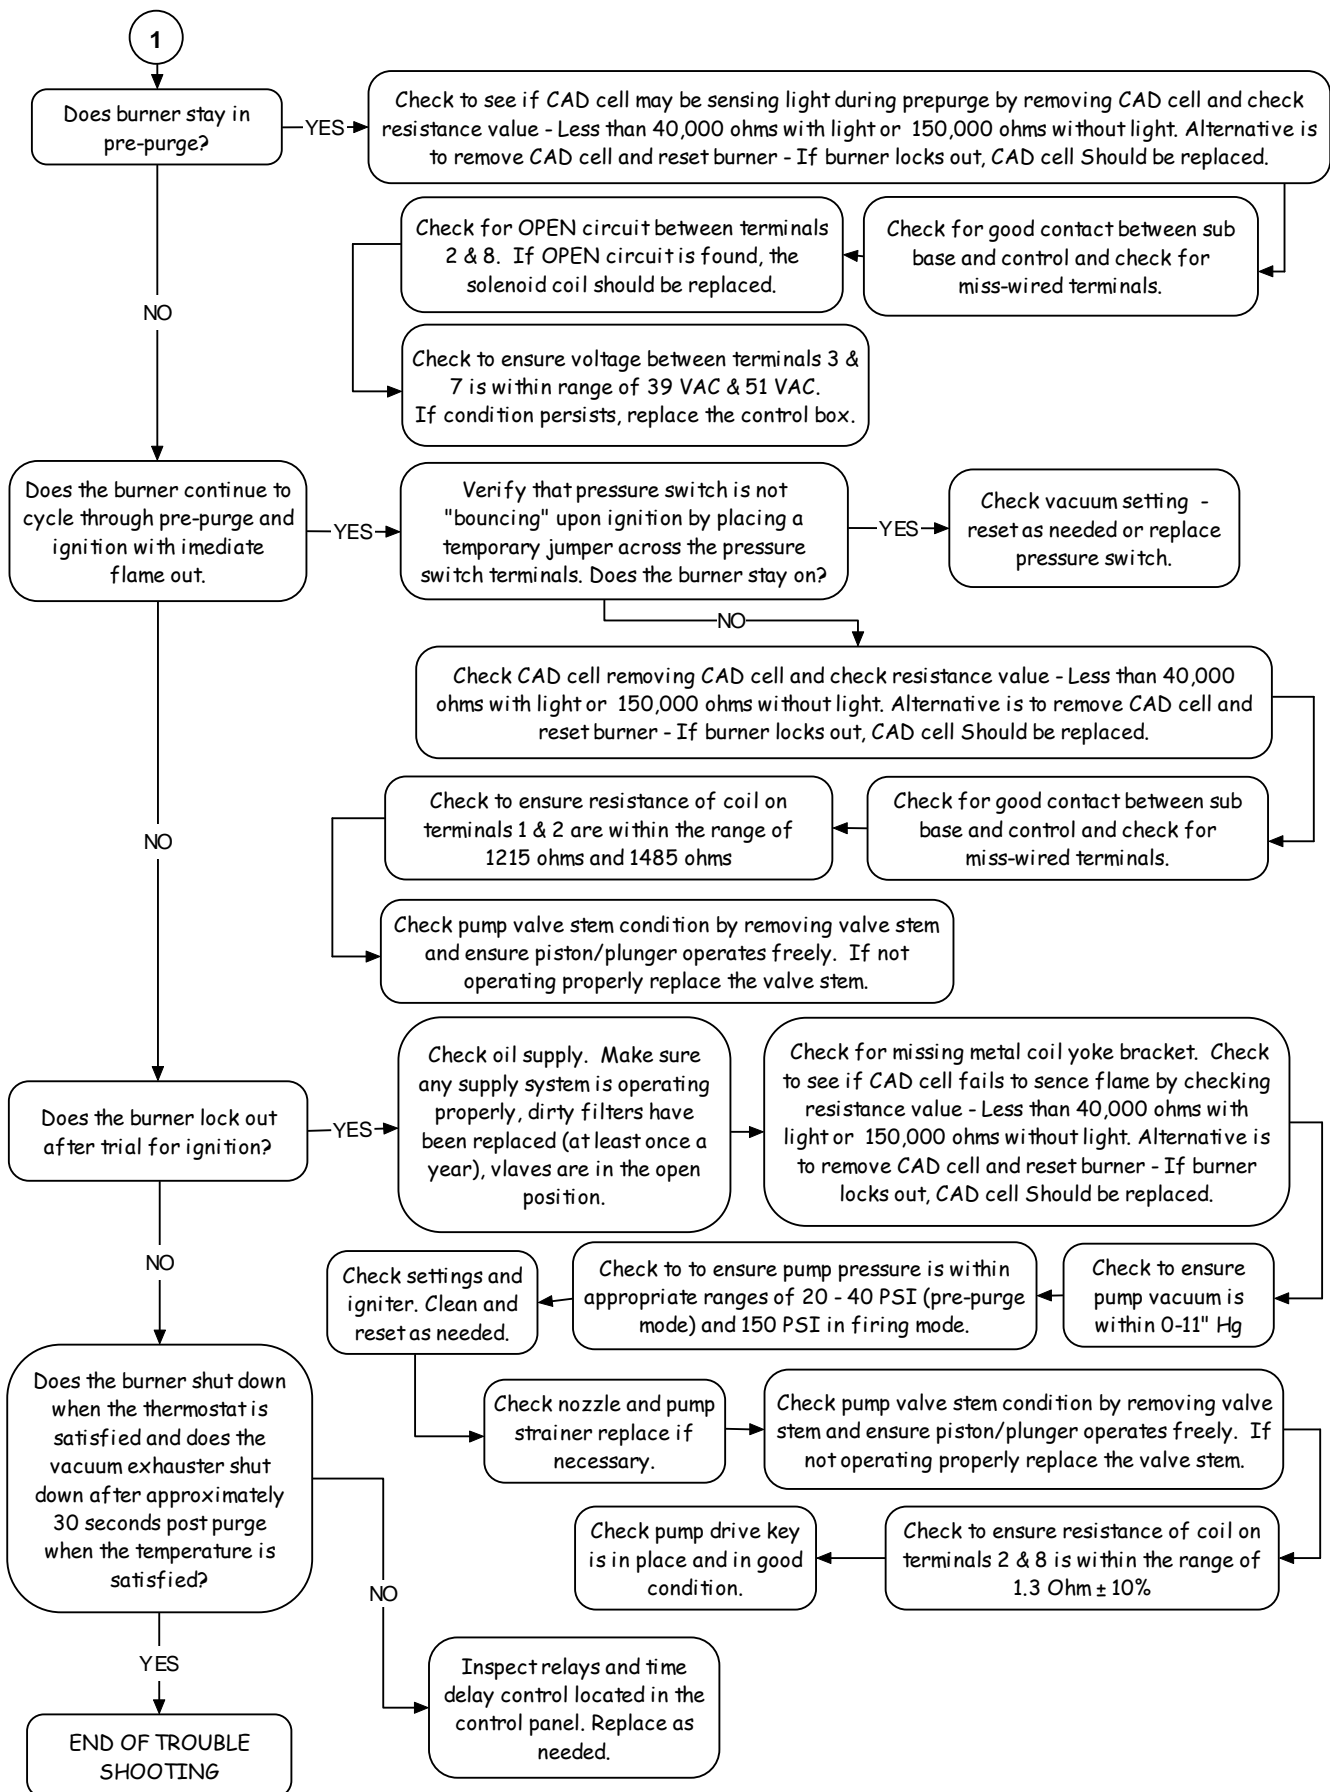 1
Does burner stay in
pre-purge?
YES
Check to see if CAD cell may be sensing light during prepurge by removing CAD cell and check
resistance value - Less than 40,000 ohms with light or 150,000 ohms without light. Alternative is
to remove CAD cell and reset burner - If burner locks out, CAD cell Should be replaced.
Check for good contact between sub
base and control and check for
miss-wired terminals.
Check for OPEN circuit between terminals
2 & 8. If OPEN circuit is found, the
solenoid coil should be replaced.
Check to ensure voltage between terminals 3 &
7 is within range of 39 VAC & 51 VAC.
If condition persists, replace the control box.
NO
Does the burner continue to
cycle through pre-purge and
ignition with imediate
flame out.
YES
Verify that pressure switch is not
"bouncing" upon ignition by placing a
temporary jumper across the pressure
switch terminals. Does the burner stay on?
YES
Check vacuum setting -
reset as needed or replace
pressure switch.
NO
Check CAD cell removing CAD cell and check resistance value - Less than 40,000
ohms with light or 150,000 ohms without light. Alternative is to remove CAD cell and
reset burner - If burner locks out, CAD cell Should be replaced.
Check for good contact between sub
base and control and check for
miss-wired terminals.
Check to ensure resistance of coil on
terminals 1 & 2 are within the range of
1215 ohms and 1485 ohms
Check pump valve stem condition by removing valve stem
and ensure piston/plunger operates freely. If not
operating properly replace the valve stem.
NO
Does the burner lock out
after trial for ignition?
YES
Check oil supply. Make sure
any supply system is operating
properly, dirty filters have
been replaced (at least once a
year), vlaves are in the open
position.
Check for missing metal coil yoke bracket. Check
to see if CAD cell fails to sence flame by checking
resistance value - Less than 40,000 ohms with
light or 150,000 ohms without light. Alternative is
to remove CAD cell and reset burner - If burner
locks out, CAD cell Should be replaced.
Check to ensure
pump vacuum is
within 0-11" Hg
Check to to ensure pump pressure is within
appropriate ranges of 20 - 40 PSI (pre-purge
mode) and 150 PSI in firing mode.
Check settings and
igniter. Clean and
reset as needed.
Check nozzle and pump
strainer replace if
necessary.
Check pump valve stem condition by removing valve
stem and ensure piston/plunger operates freely. If
not operating properly replace the valve stem.
Check to ensure resistance of coil on
terminals 2 & 8 is within the range of
1.3 Ohm ± 10%
Check pump drive key
is in place and in good
condition.
NO
Does the burner shut down
when the thermostat is
satisfied and does the
vacuum exhauster shut
down after approximately
30 seconds post purge
when the temperature is
satisfied?
NO
Inspect relays and time
delay control located in the
control panel. Replace as
needed.
YES
END OF TROUBLE
SHOOTING